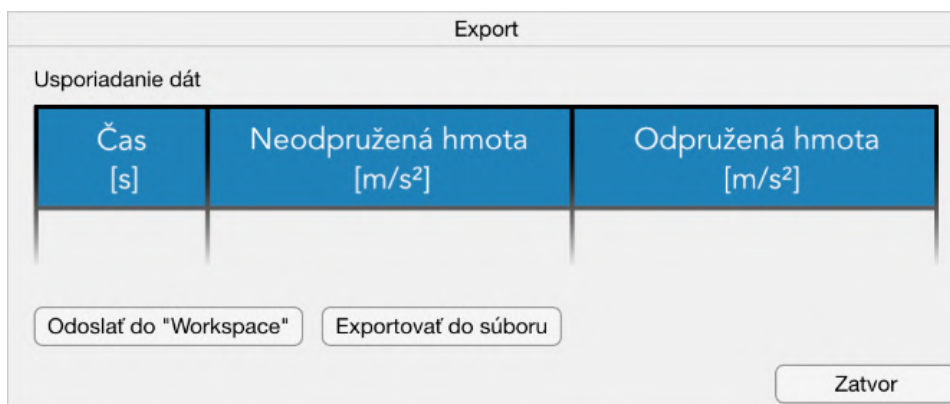 Export
Usporiadanie dát
Čas Neodpružená hmota Odpružená hmota
[s] [m/s²] [m/s²]
Odoslať do "Workspace" Exportovať do súboru
Zatvor